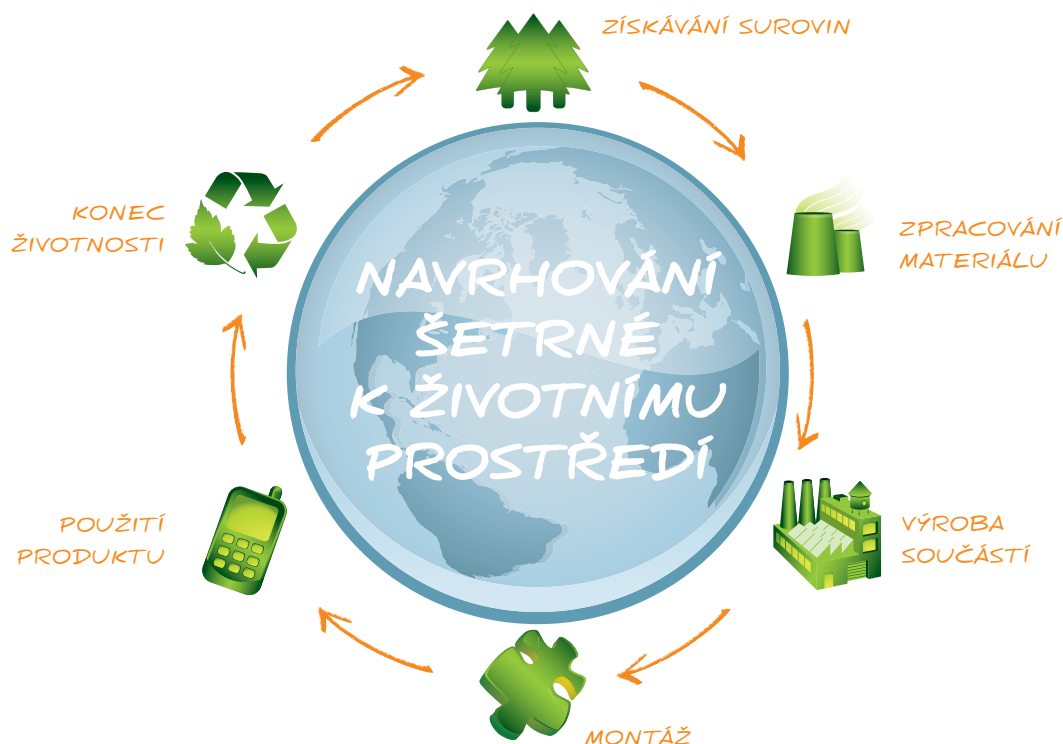 ZÍSKÁVÁNÍ SUROVIN
ZPRACOVÁNÍ
MATERIÁLU
VÝROBA
SOUČÁSTÍ
MONTÁŽ
POUŽITÍ
PRODUKTU
KONEC
ŽIVOTNOSTI
NAVRHOVÁNÍ
ŠETRNÉ
K ŽIVOTNÍMU
PROSTŘEDÍ